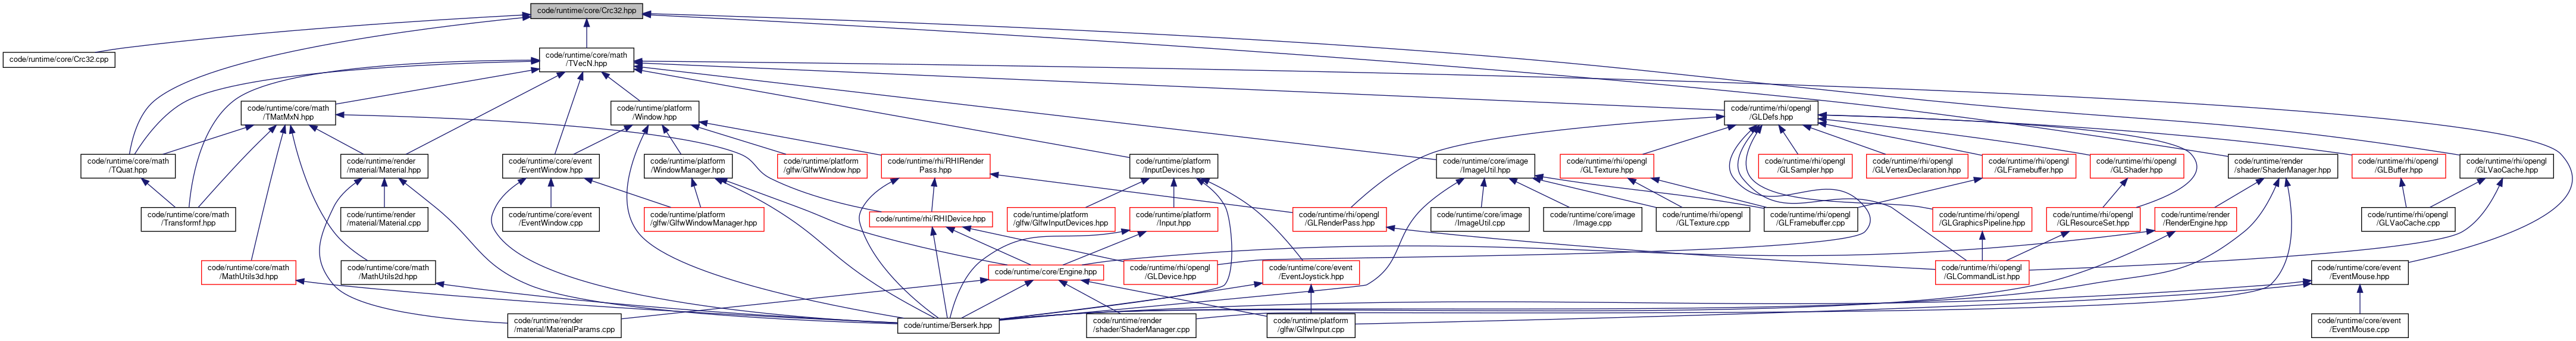 code/runtime/core/Crc32.hpp
code/runtime/core/Crc32.cpp
code/runtime/core/math
/TVecN.hpp
code/runtime/core/math
/TMatMxN.hpp
code/runtime/platform
/Window.hpp
code/runtime/rhi/opengl
/GLDefs.hpp
code/runtime/core/math
/TQuat.hpp
code/runtime/render
/material/Material.hpp
code/runtime/core/event
/EventWindow.hpp
code/runtime/platform
/WindowManager.hpp
code/runtime/platform
/glfw/GlfwWindow.hpp
code/runtime/rhi/RHIRender
Pass.hpp
code/runtime/platform
/InputDevices.hpp
code/runtime/core/image
/ImageUtil.hpp
code/runtime/rhi/opengl
/GLTexture.hpp
code/runtime/rhi/opengl
/GLSampler.hpp
code/runtime/rhi/opengl
/GLVertexDeclaration.hpp
code/runtime/rhi/opengl
/GLFramebuffer.hpp
code/runtime/rhi/opengl
/GLShader.hpp
code/runtime/render
/shader/ShaderManager.hpp
code/runtime/rhi/opengl
/GLBuffer.hpp
code/runtime/rhi/opengl
/GLVaoCache.hpp
code/runtime/core/math
/Transformf.hpp
code/runtime/render
/material/Material.cpp
code/runtime/core/event
/EventWindow.cpp
code/runtime/platform
/glfw/GlfwWindowManager.hpp
code/runtime/rhi/RHIDevice.hpp
code/runtime/platform
/glfw/GlfwInputDevices.hpp
code/runtime/platform
/Input.hpp
code/runtime/rhi/opengl
/GLRenderPass.hpp
code/runtime/core/image
/ImageUtil.cpp
code/runtime/core/image
/Image.cpp
code/runtime/rhi/opengl
/GLTexture.cpp
code/runtime/rhi/opengl
/GLFramebuffer.cpp
code/runtime/rhi/opengl
/GLGraphicsPipeline.hpp
code/runtime/rhi/opengl
/GLResourceSet.hpp
code/runtime/render
/RenderEngine.hpp
code/runtime/rhi/opengl
/GLVaoCache.cpp
code/runtime/core/math
/MathUtils3d.hpp
code/runtime/core/math
/MathUtils2d.hpp
code/runtime/core/Engine.hpp
code/runtime/rhi/opengl
/GLDevice.hpp
code/runtime/core/event
/EventJoystick.hpp
code/runtime/rhi/opengl
/GLCommandList.hpp
code/runtime/core/event
/EventMouse.hpp
code/runtime/render
/material/MaterialParams.cpp
code/runtime/Berserk.hpp
code/runtime/render
/shader/ShaderManager.cpp
code/runtime/platform
/glfw/GlfwInput.cpp
code/runtime/core/event
/EventMouse.cpp